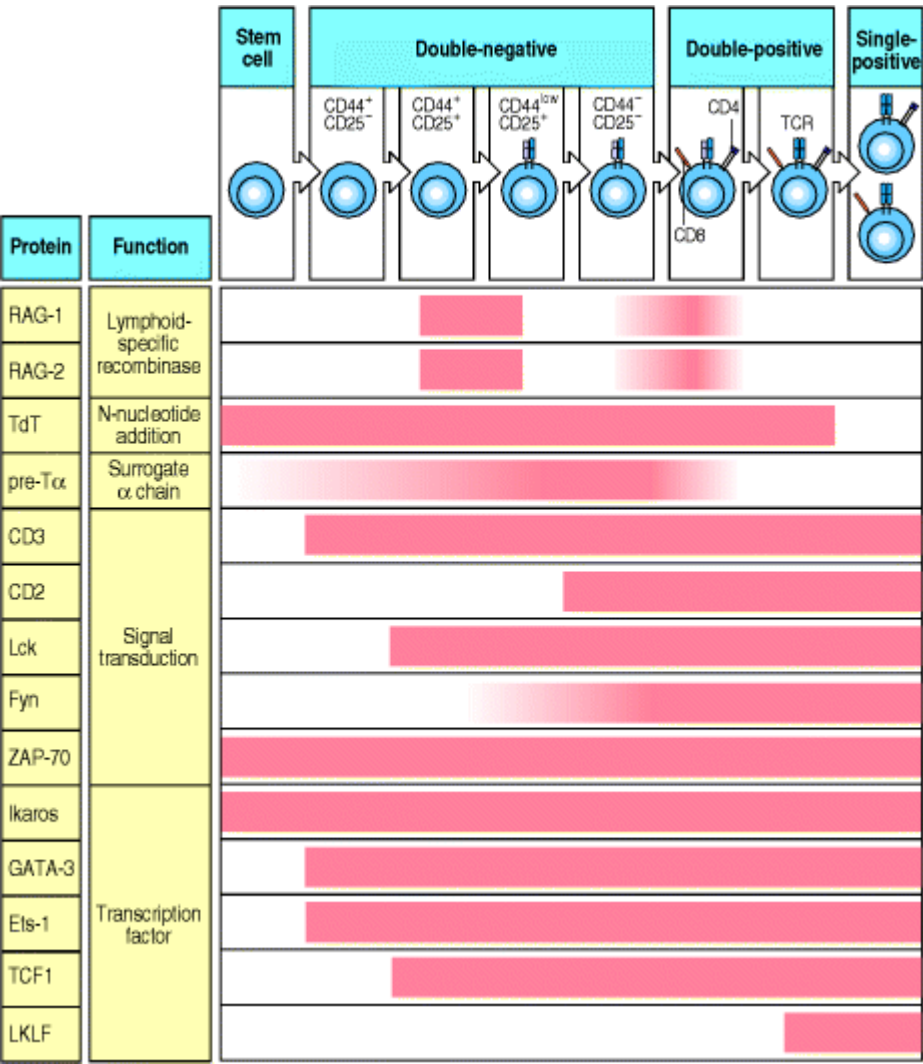 Stem
cell
Double-negative
Double-positive
Single-
positive
CD44⁺
CD25⁻
CD44⁺
CD25⁺
CD44ˡᵒʷ
CD25⁺
CD44⁻
CD25⁻
CD4
TCR
CD8
Protein
Function
RAG-1
Lymphoid-
specific
recombinase
RAG-2
TdT
N-nucleotide
addition
pre-Tα
Surrogate
α chain
CD3
CD2
Lck
Signal
transduction
Fyn
ZAP-70
Ikaros
GATA-3
Ets-1
Transcription
factor
TCF1
LKLF